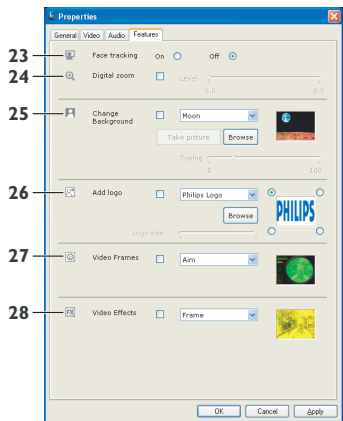 Properties
General Video Audio Features
23 Face tracking On Off
24 Digital zoom Level
1.0 8.0
25 Change Background Moon
Take picture Browse
Tuning
0 100
26 Add logo Philips Logo
Browse PHILIPS
Logo size
27 Video Frames Aim
28 FX Video Effects Frame
OK Cancel Apply